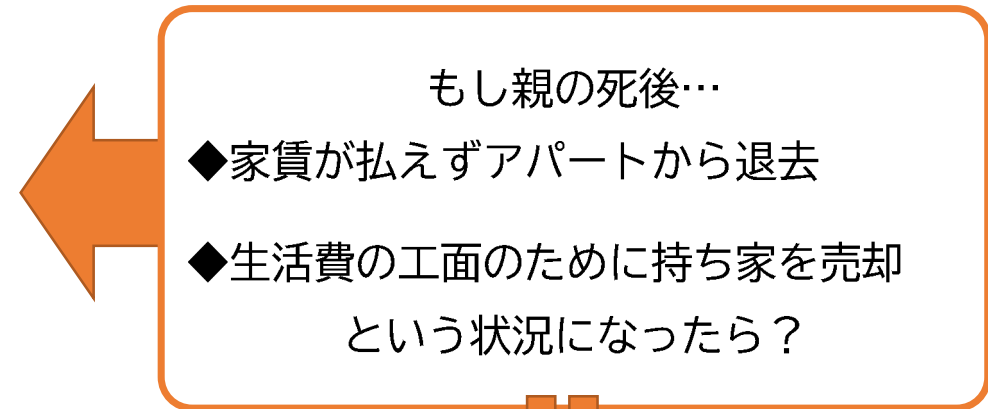 もし親の死後…
◆家賃が払えずアパートから退去
◆生活費の工面のために持ち家を売却
という状況になったら？